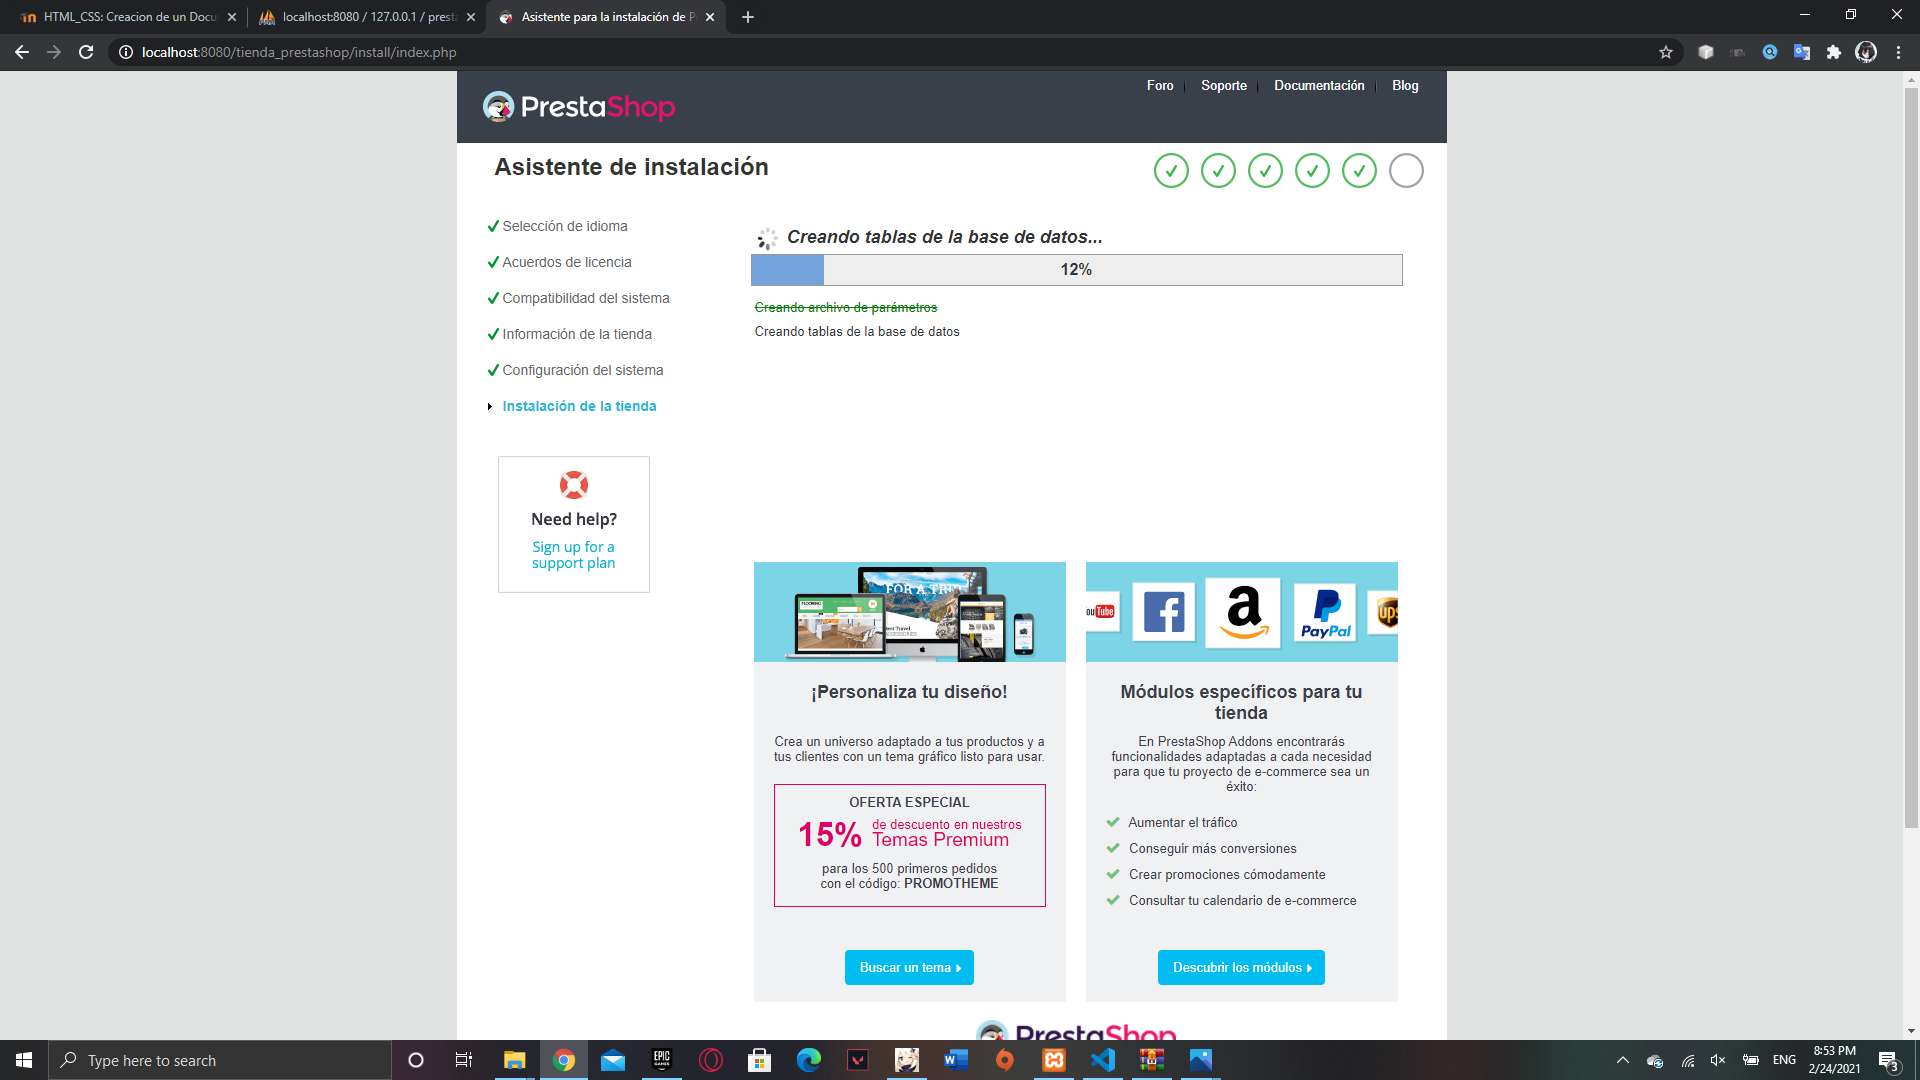 HTML_CSS: Creacion de un Docu
localhost:8080 / 127.0.0.1 / prest
Asistente para la instalación de P
localhost:8080/tienda_prestashop/install/index.php
Foro
Soporte
Documentación
Blog
PrestaShop
Asistente de instalación
Selección de idioma
Acuerdos de licencia
Compatibilidad del sistema
Información de la tienda
Configuración del sistema
Instalación de la tienda
Need help?
Sign up for a
support plan
Creando tablas de la base de datos...
12%
Creando archivo de parámetros
Creando tablas de la base de datos
FOR A TRIP
ou Tube
a
PayPal
ups
¡Personaliza tu diseño!
Crea un universo adaptado a tus productos y a
tus clientes con un tema gráfico listo para usar.
OFERTA ESPECIAL
15%
de descuento en nuestros
Temas Premium
para los 500 primeros pedidos
con el código: PROMOTHEME
Buscar un tema
Módulos específicos para tu
tienda
En PrestaShop Addons encontrarás
funcionalidades adaptadas a cada necesidad
para que tu proyecto de e-commerce sea un
éxito:
Aumentar el tráfico
Conseguir más conversiones
Crear promociones cómodamente
Consultar tu calendario de e-commerce
Descubrir los módulos
PrestaShop
Type here to search
EPIC
GAMES
ENG
8:53 PM
2/24/2021
3